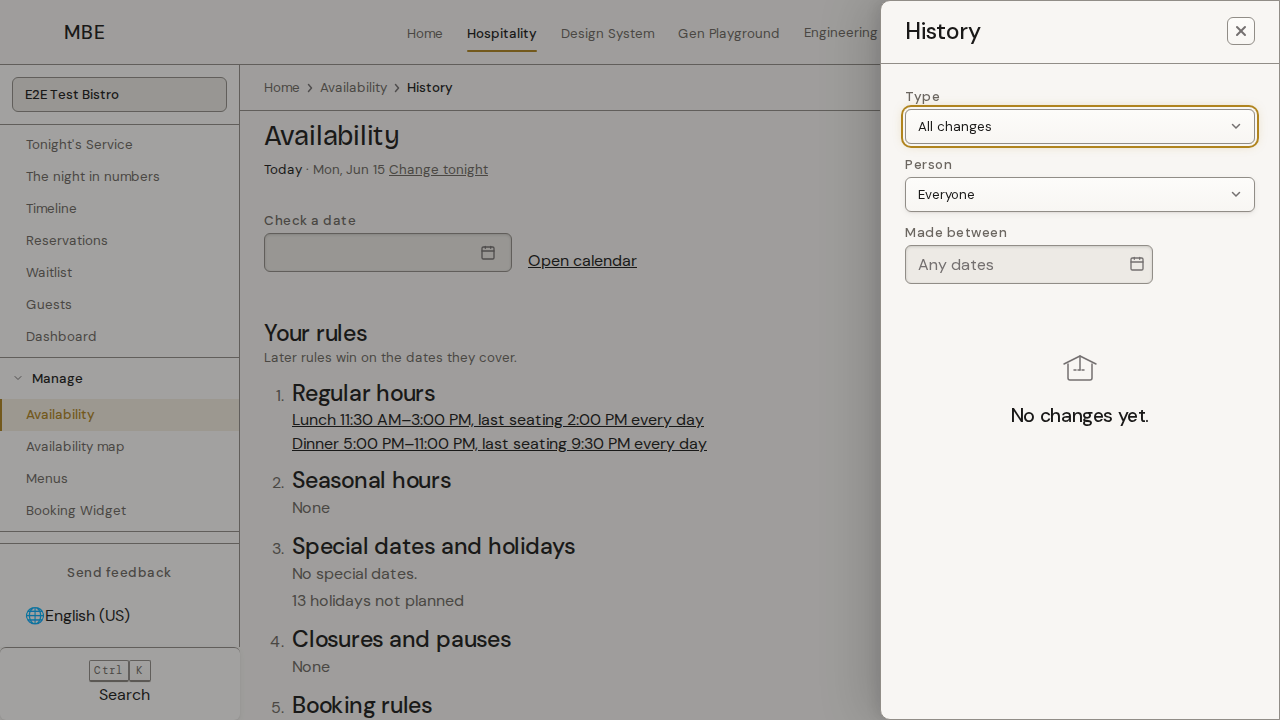 MBE
Home
Hospitality
Design System
Gen Playground
Engineering
E2E Test Bistro
Tonight's Service
The night in numbers
Timeline
Reservations
Waitlist
Guests
Dashboard
Manage
Availability
Availability map
Menus
Booking Widget
Send feedback
English (US)
Ctrl K
Search
Home > Availability > History
Availability
Today · Mon, Jun 15 Change tonight
Check a date
Open calendar
Your rules
Later rules win on the dates they cover.
1. Regular hours
Lunch 11:30 AM–3:00 PM, last seating 2:00 PM every day
Dinner 5:00 PM–11:00 PM, last seating 9:30 PM every day
2. Seasonal hours
None
3. Special dates and holidays
No special dates.
13 holidays not planned
4. Closures and pauses
None
5. Booking rules
History
Type
All changes
Person
Everyone
Made between
Any dates
No changes yet.